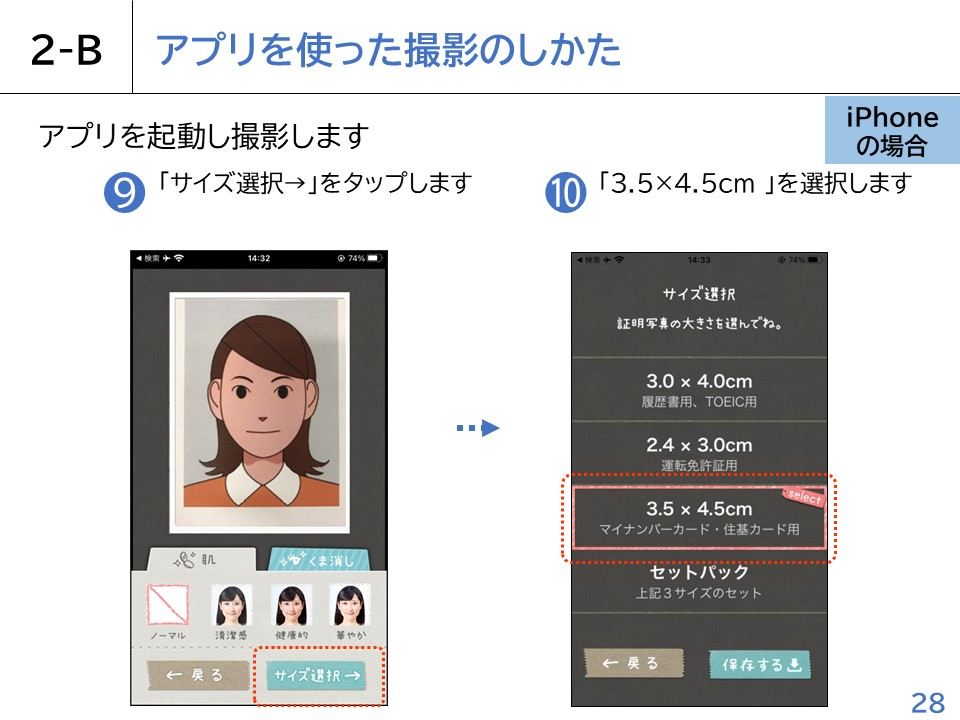 2-B
アプリを使った撮影のしかた
iPhone
の場合
アプリを起動し撮影します
❾ 「サイズ選択→」をタップします
❿ 「3.5×4.5cm 」を選択します
◀ 検索 14:32 74%
肌
くま消し
ノーマル 清潔感 健康的 華やか
← 戻る
サイズ選択 →
◀ 検索 14:33 74%
サイズ選択
証明写真の大きさを選んでね。
3.0 × 4.0cm
履歴書用、TOEIC用
2.4 × 3.0cm
運転免許証用
select
3.5 × 4.5cm
マイナンバーカード・住基カード用
セットパック
上記3サイズのセット
← 戻る
保存する
28